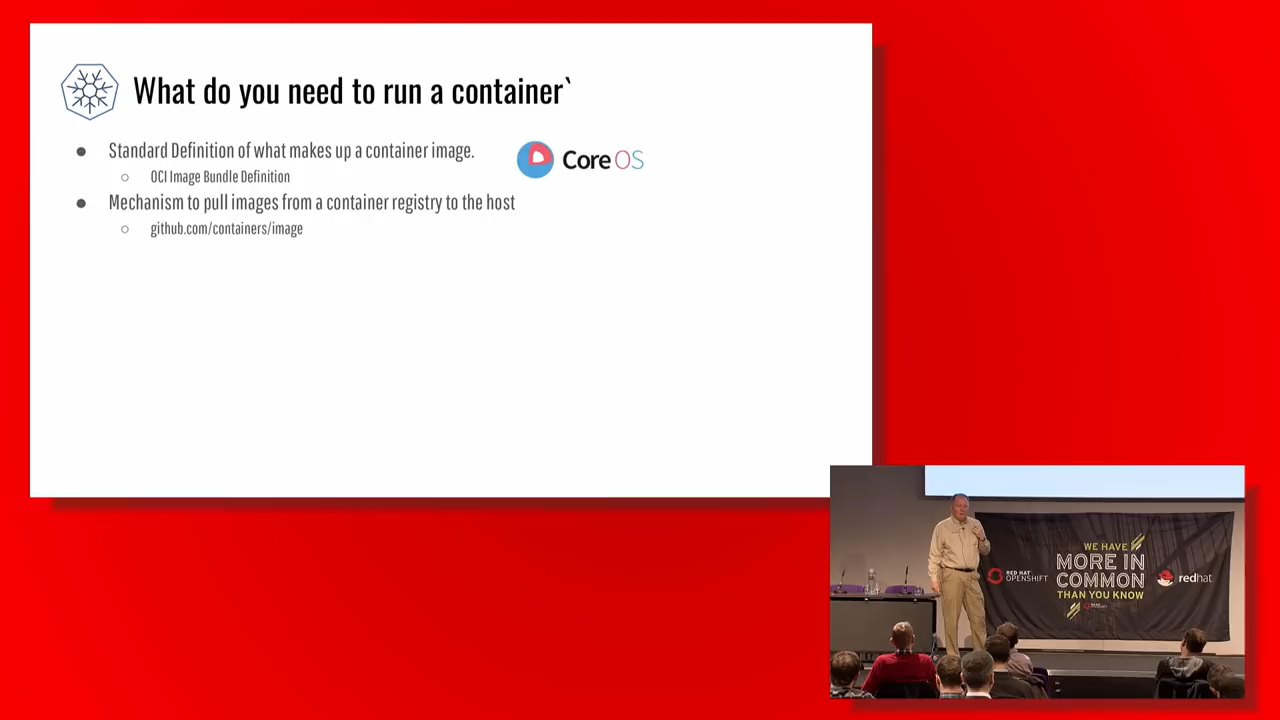 What do you need to run a container`
Standard Definition of what makes up a container image.
CoreOS
OCI Image Bundle Definition
Mechanism to pull images from a container registry to the host
github.com/containers/image
WE HAVE
MORE IN
COMMON
THAN YOU KNOW
RED HAT
OPENSHIFT
redhat